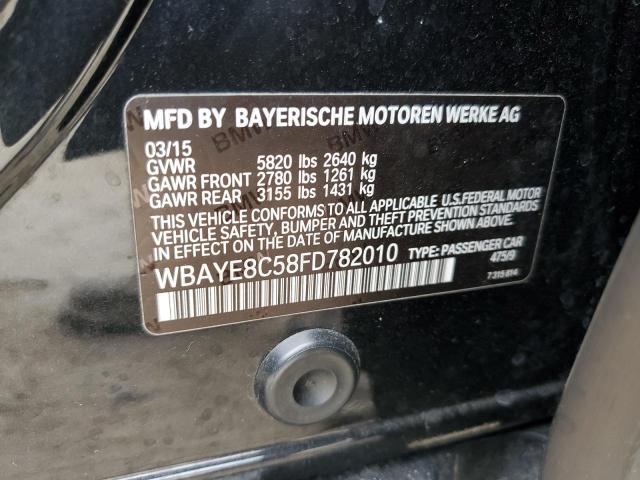 MFD BY BAYERISCHE MOTOREN WERKE AG
03/15
GVWR 5820 lbs 2640 kg
GAWR FRONT 2780 lbs 1261 kg
GAWR REAR 3155 lbs 1431 kg
THIS VEHICLE CONFORMS TO ALL APPLICABLE U.S.FEDERAL MOTOR
VEHICLE SAFETY, BUMPER AND THEFT PREVENTION STANDARDS
IN EFFECT ON THE DATE OF MANUFACTURE SHOWN ABOVE.
WBAYE8C58FD782010 TYPE: PASSENGER CAR
475/9
7 315 814